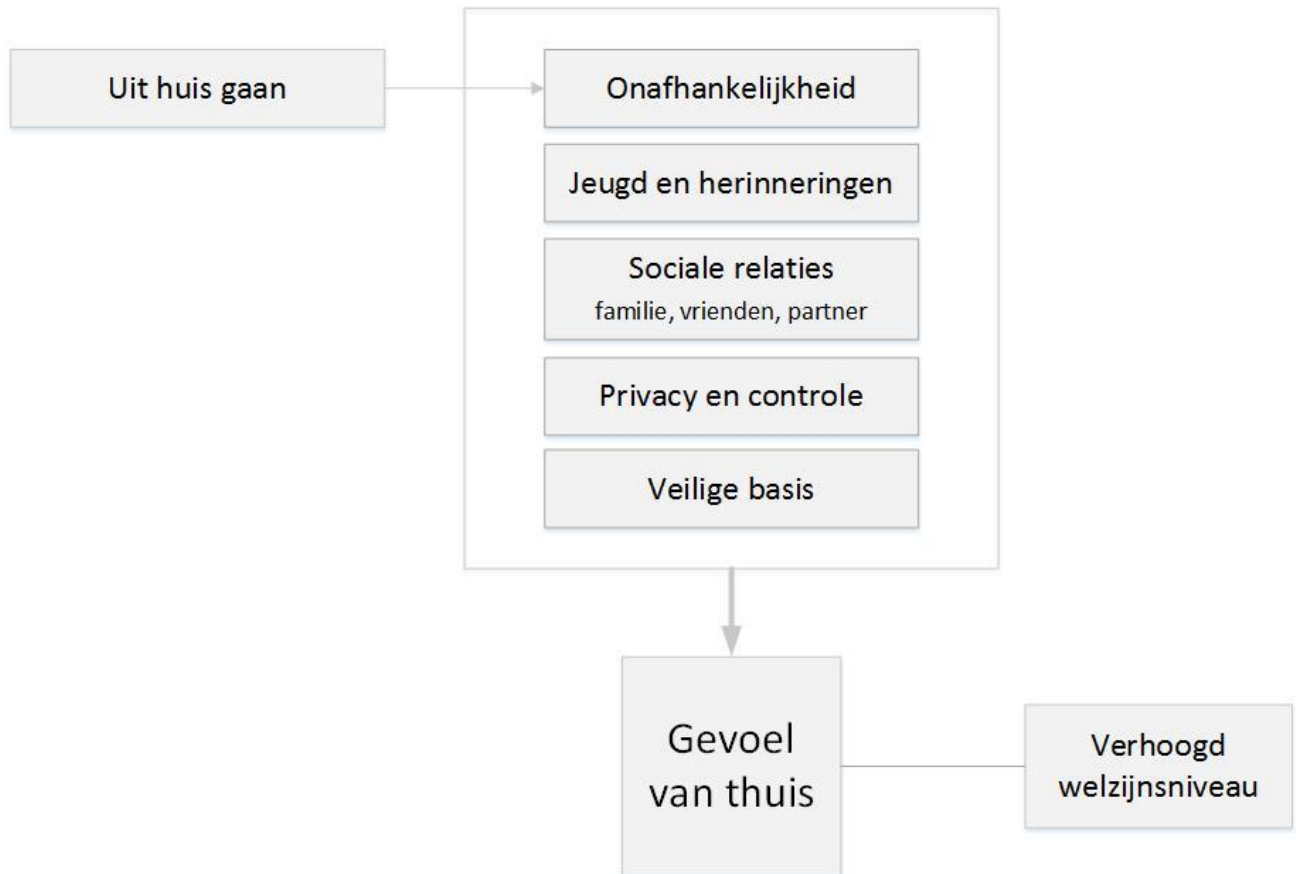 Uit huis gaan
Onafhankelijkheid
Jeugd en herinneringen
Sociale relaties
familie, vrienden, partner
Privacy en controle
Veilige basis
Gevoel
van thuis
Verhoogd
welzijnsniveau